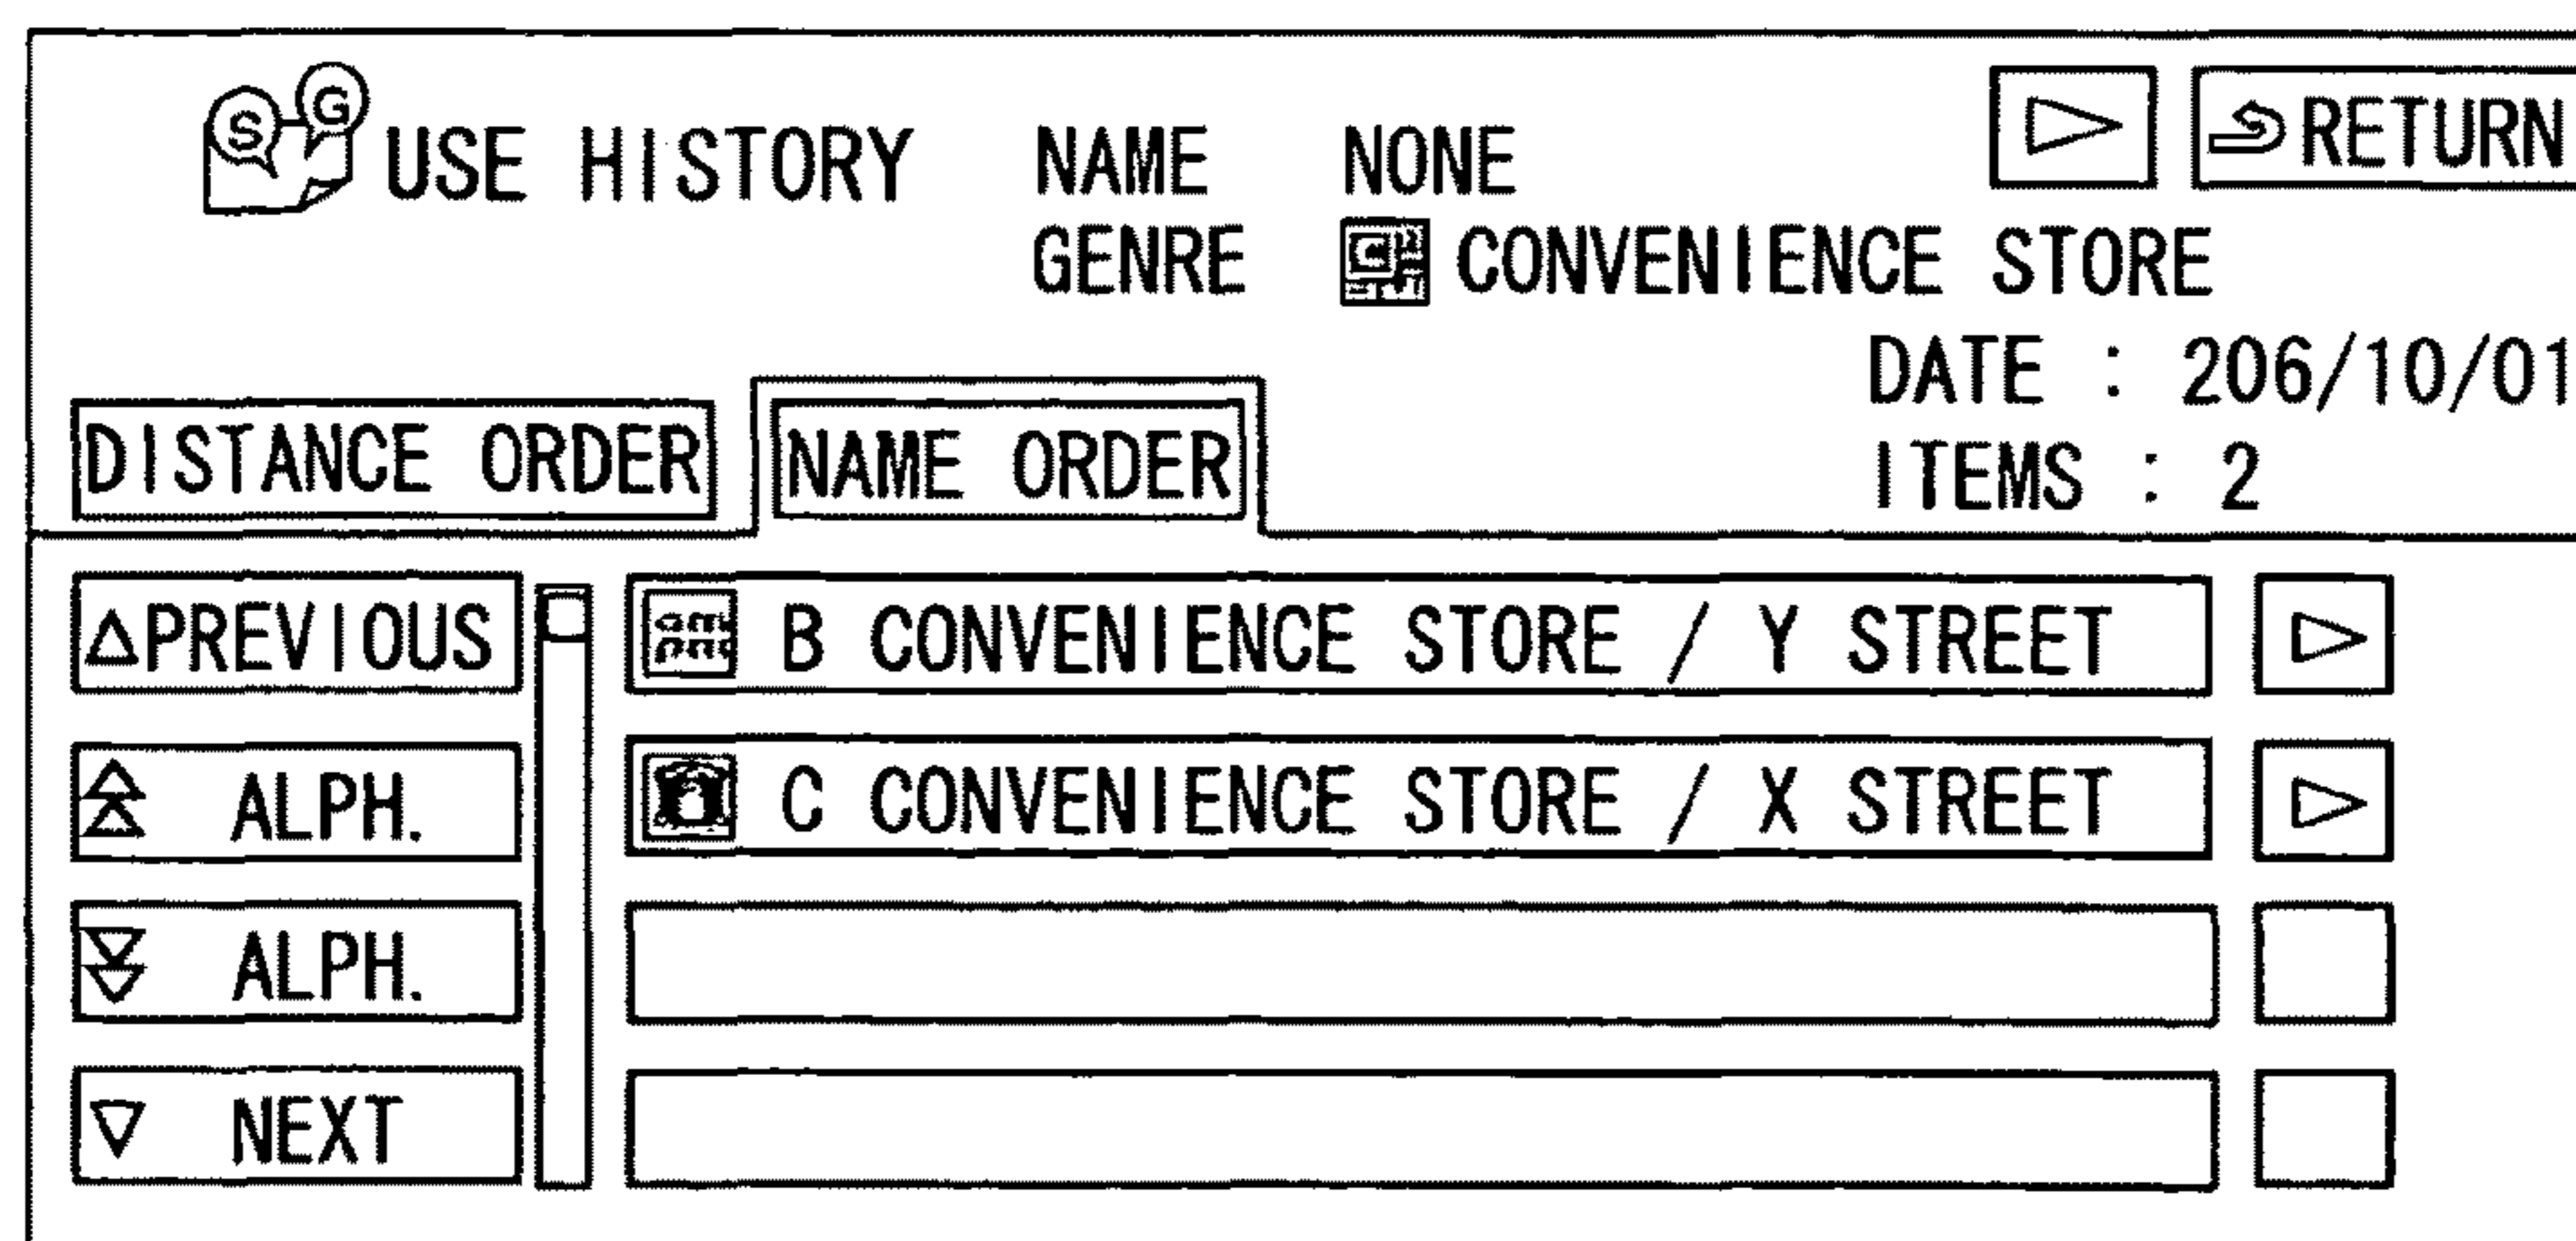 S G USE HISTORY NAME NONE RETURN
GENRE C CONVENIENCE STORE
DATE : 206/10/01
DISTANCE ORDER NAME ORDER ITEMS : 2
△PREVIOUS B CONVENIENCE STORE / Y STREET
ALPH. C CONVENIENCE STORE / X STREET
ALPH.
▽ NEXT